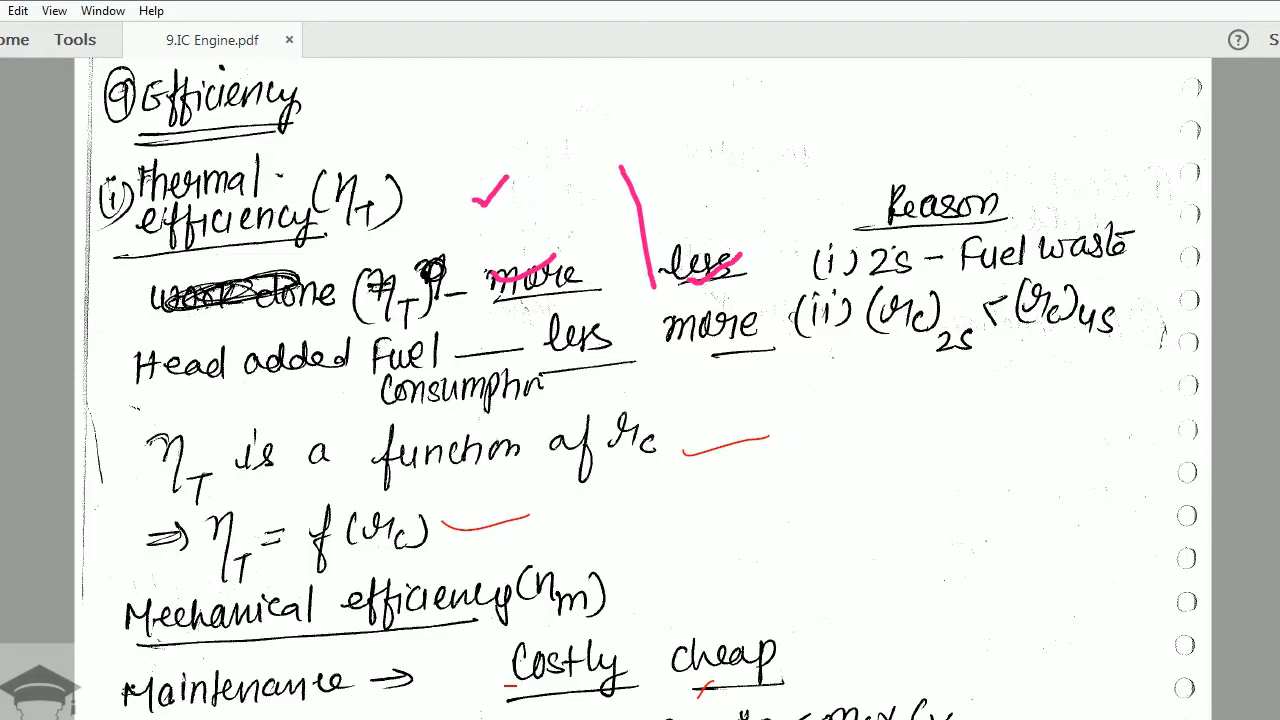 Edit View Window Help
ome Tools 9.IC Engine.pdf × ? S
9 Efficiency
(i) Thermal efficiency (ηT)
Reason
done (ηT) – more less (i) 2s – Fuel waste
Head added Fuel consumption — less more (ii) (rc)2s < (rc)4s
ηT is a function of rc
⇒ ηT = f(rc)
Mechanical efficiency (ηm)
Maintenance → Costly cheap